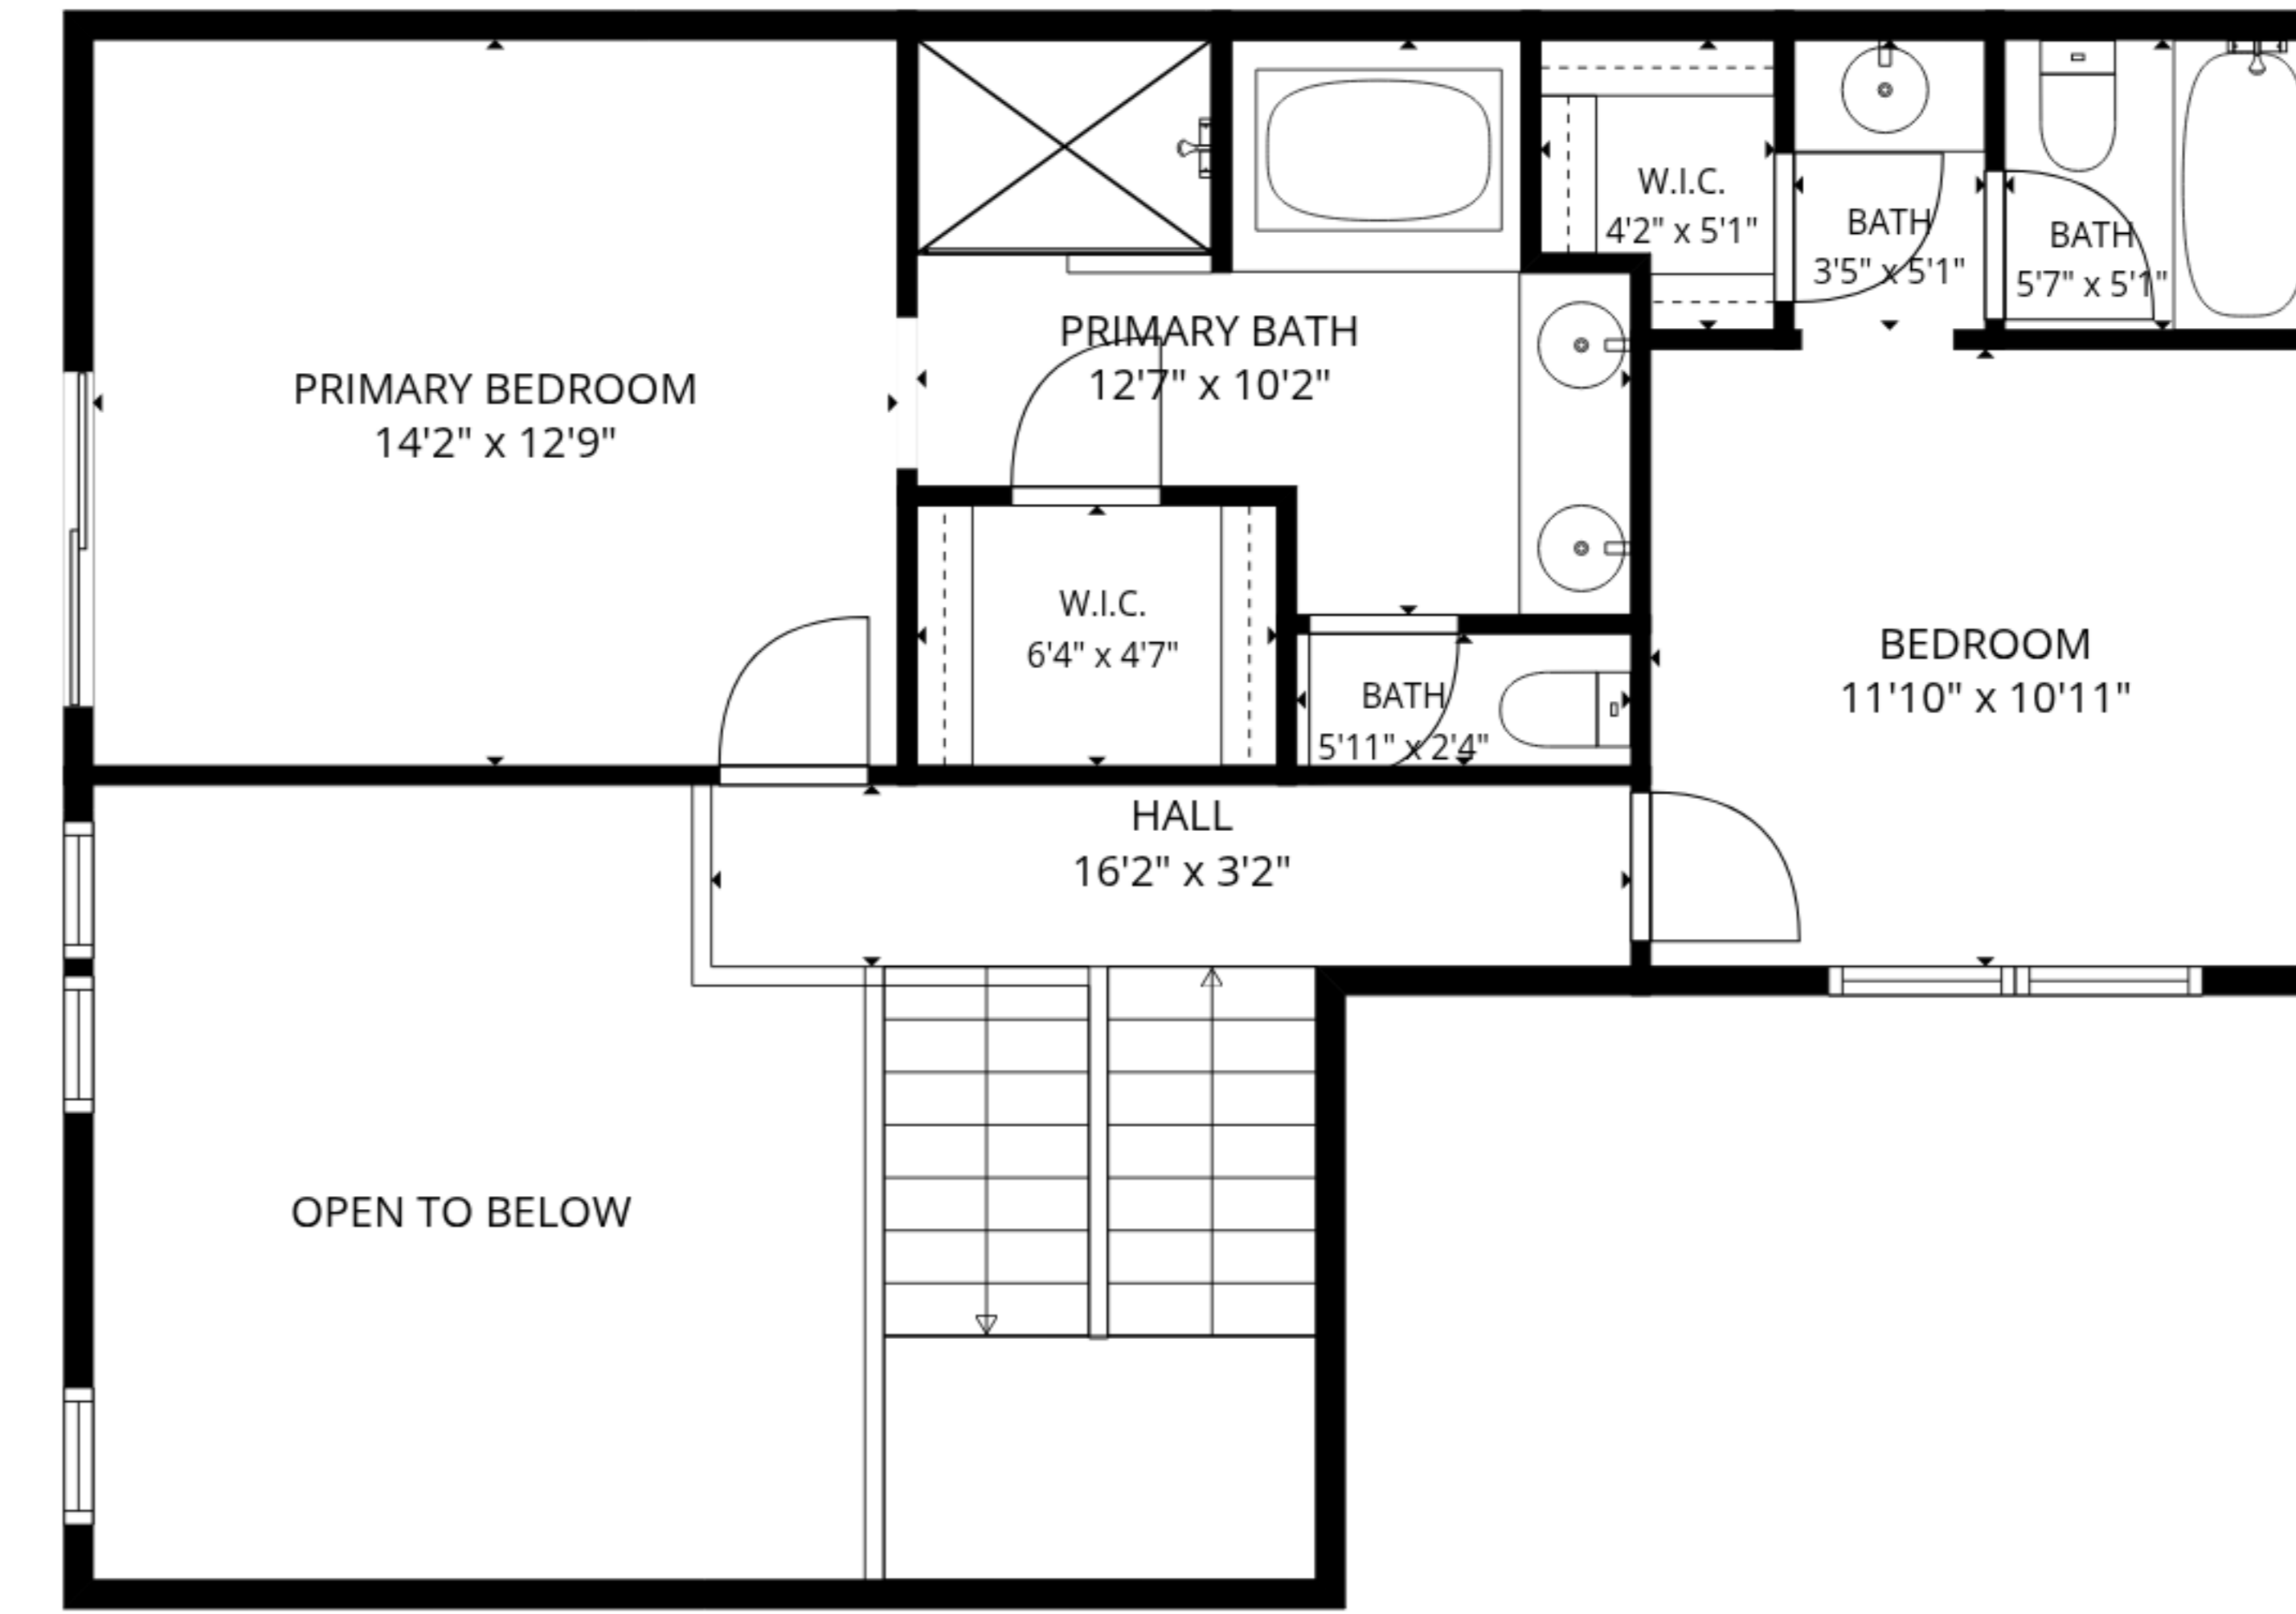 PRIMARY BEDROOM
14'2" x 12'9"
PRIMARY BATH
12'7" x 10'2"
W.I.C.
4'2" x 5'1"
BATH
3'5" x 5'1"
BATH
5'7" x 5'1"
W.I.C.
6'4" x 4'7"
BATH
5'11" x 2'4"
BEDROOM
11'10" x 10'11"
HALL
16'2" x 3'2"
OPEN TO BELOW